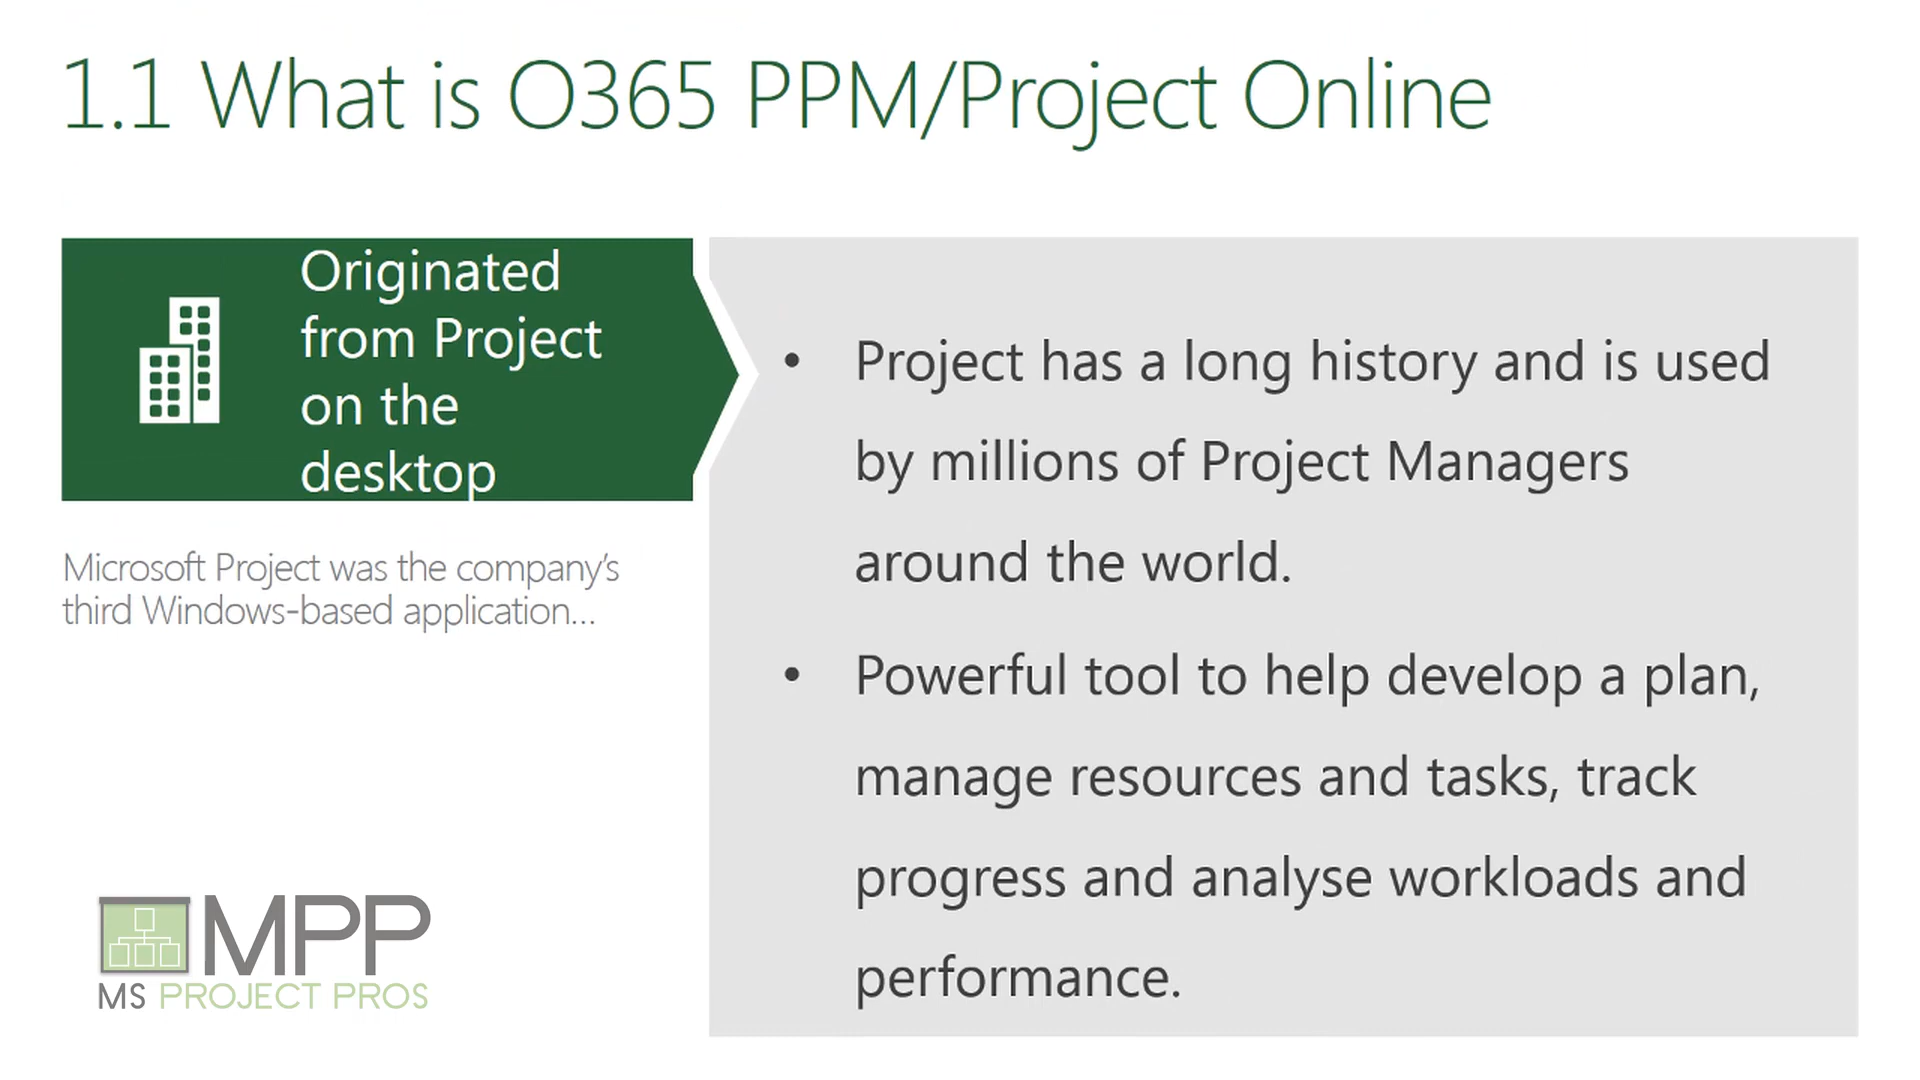 1.1 What is O365 PPM/Project Online
Originated
from Project
on the
desktop
Microsoft Project was the company’s
third Windows-based application...
• Project has a long history and is used
by millions of Project Managers
around the world.
• Powerful tool to help develop a plan,
manage resources and tasks, track
progress and analyse workloads and
performance.
MPP
MS PROJECT PROS